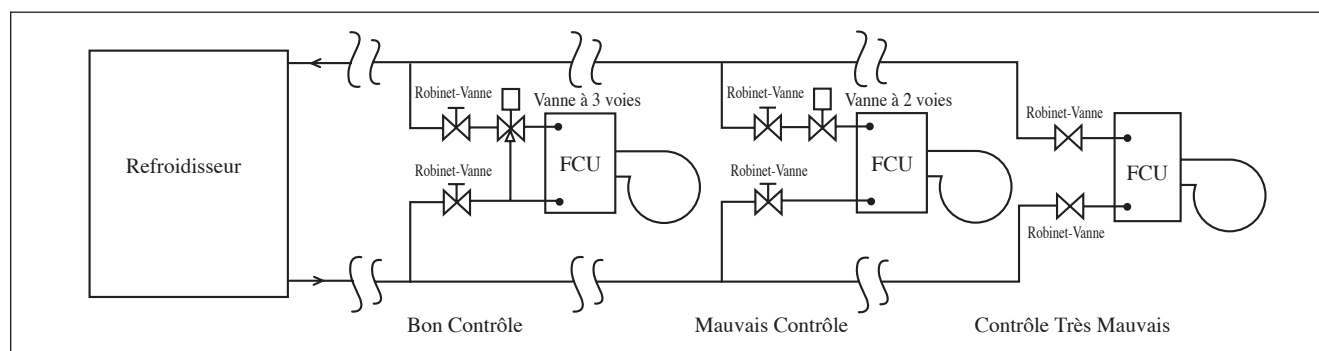 Robinet-Vanne
Vanne à 3 voies
Robinet-Vanne
Vanne à 2 voies
Robinet-Vanne
Refroidisseur
FCU
FCU
FCU
Robinet-Vanne
Robinet-Vanne
Robinet-Vanne
Bon Contrôle
Mauvais Contrôle
Contrôle Très Mauvais